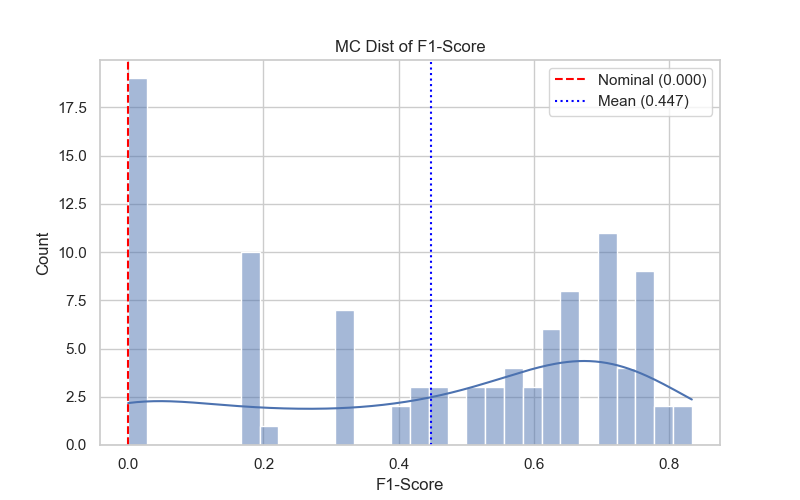 MC Dist of F1-Score
Nominal (0.000)
Mean (0.447)
Count
17.5
15.0
12.5
10.0
7.5
5.0
2.5
0.0
0.0 0.2 0.4 0.6 0.8
F1-Score